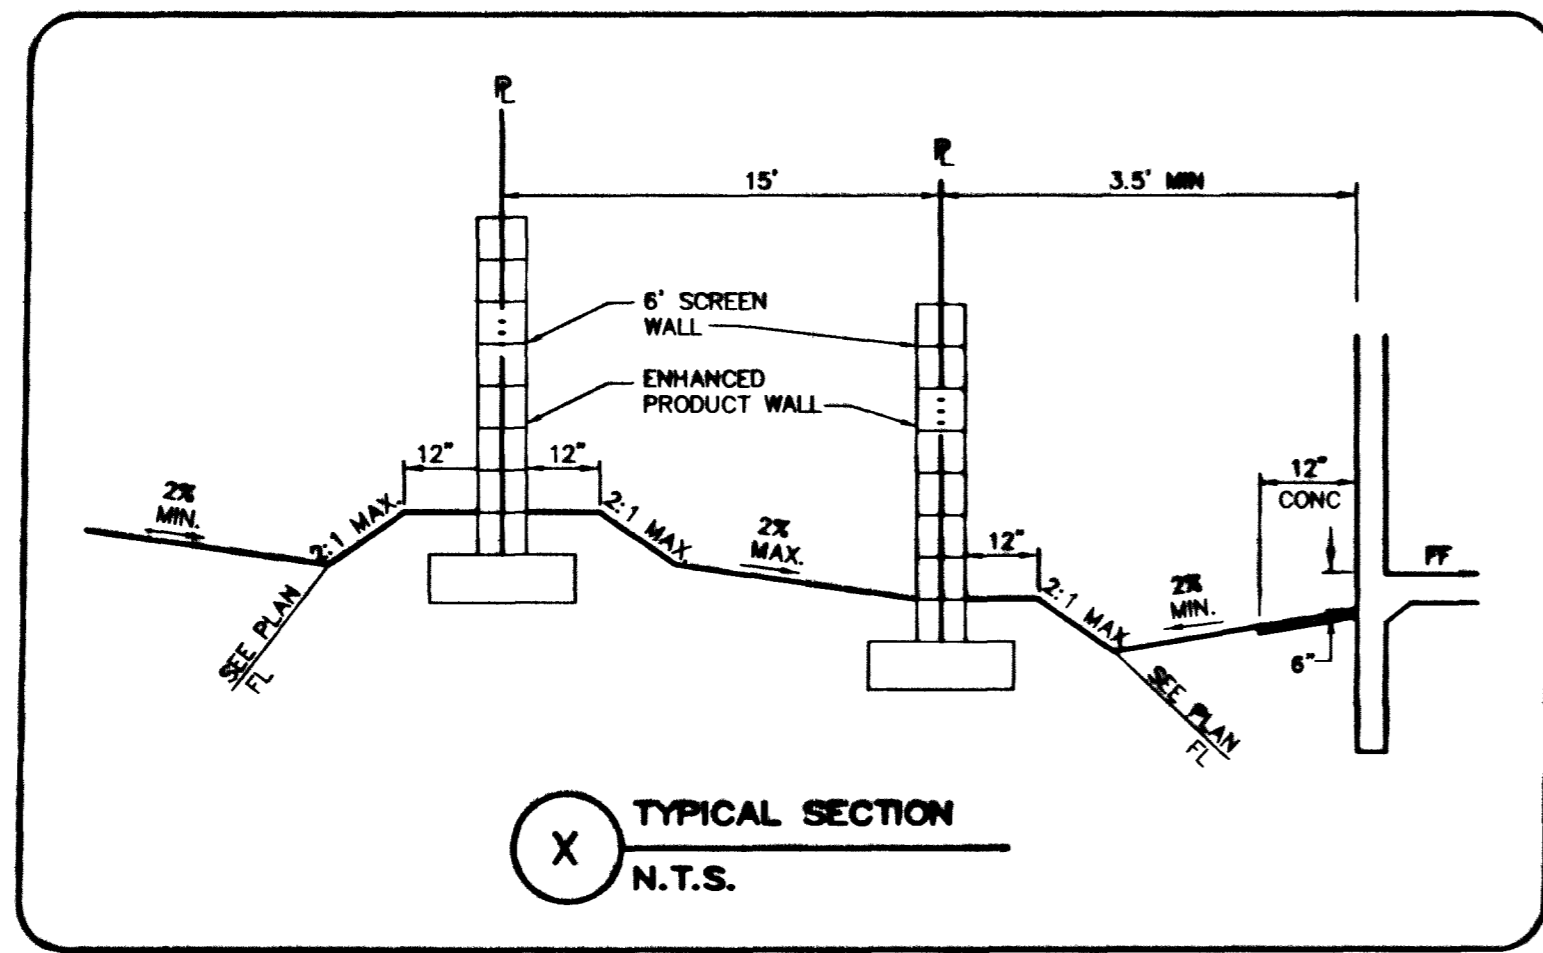 PL
PL
15'
3.5' MIN
6' SCREEN
WALL
ENHANCED
PRODUCT WALL
12"
12"
12"
CONC
2%
MIN.
2:1 MAX.
2:1 MAX.
2%
MAX.
12"
2:1 MAX
2%
MIN.
FF
6"
SEE PLAN
FL
SEE PLAN
FL
X
TYPICAL SECTION
N.T.S.